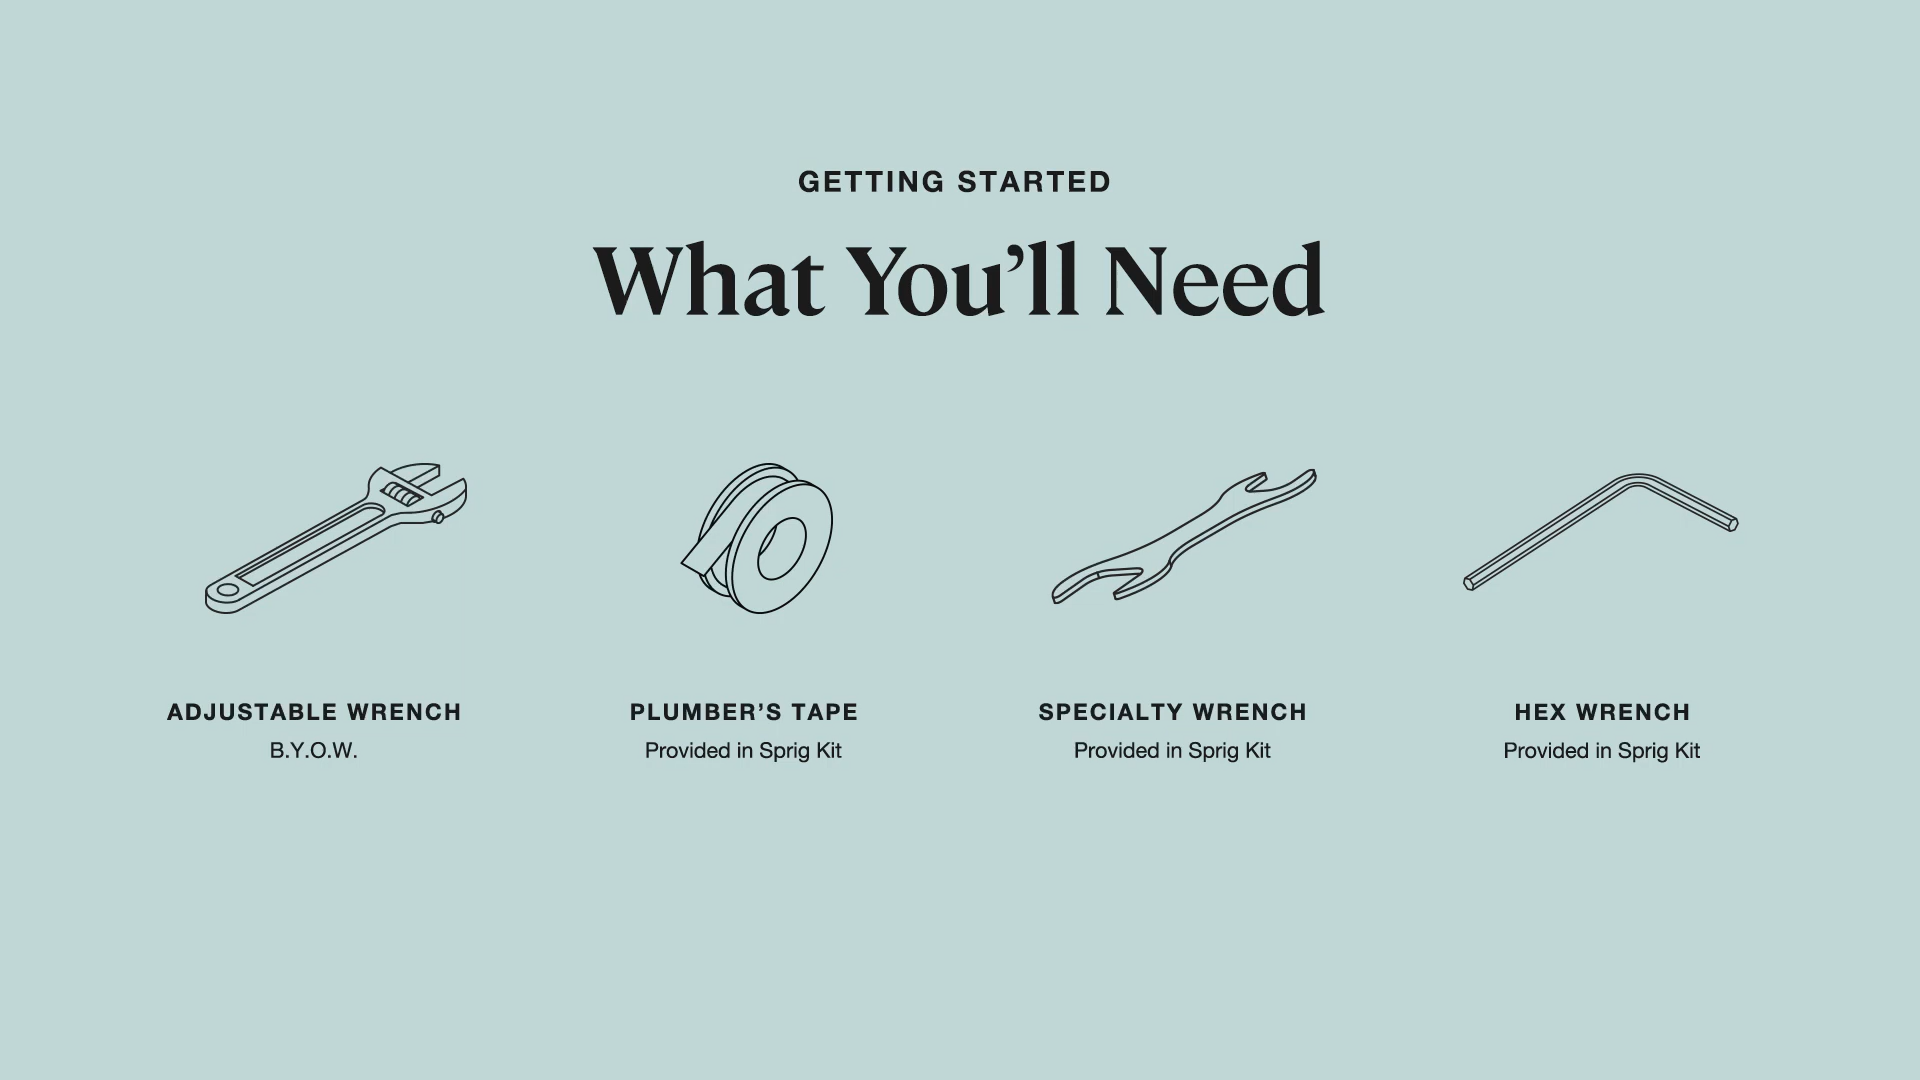 GETTING STARTED
What You’ll Need
ADJUSTABLE WRENCH
B.Y.O.W.
PLUMBER’S TAPE
Provided in Sprig Kit
SPECIALTY WRENCH
Provided in Sprig Kit
HEX WRENCH
Provided in Sprig Kit